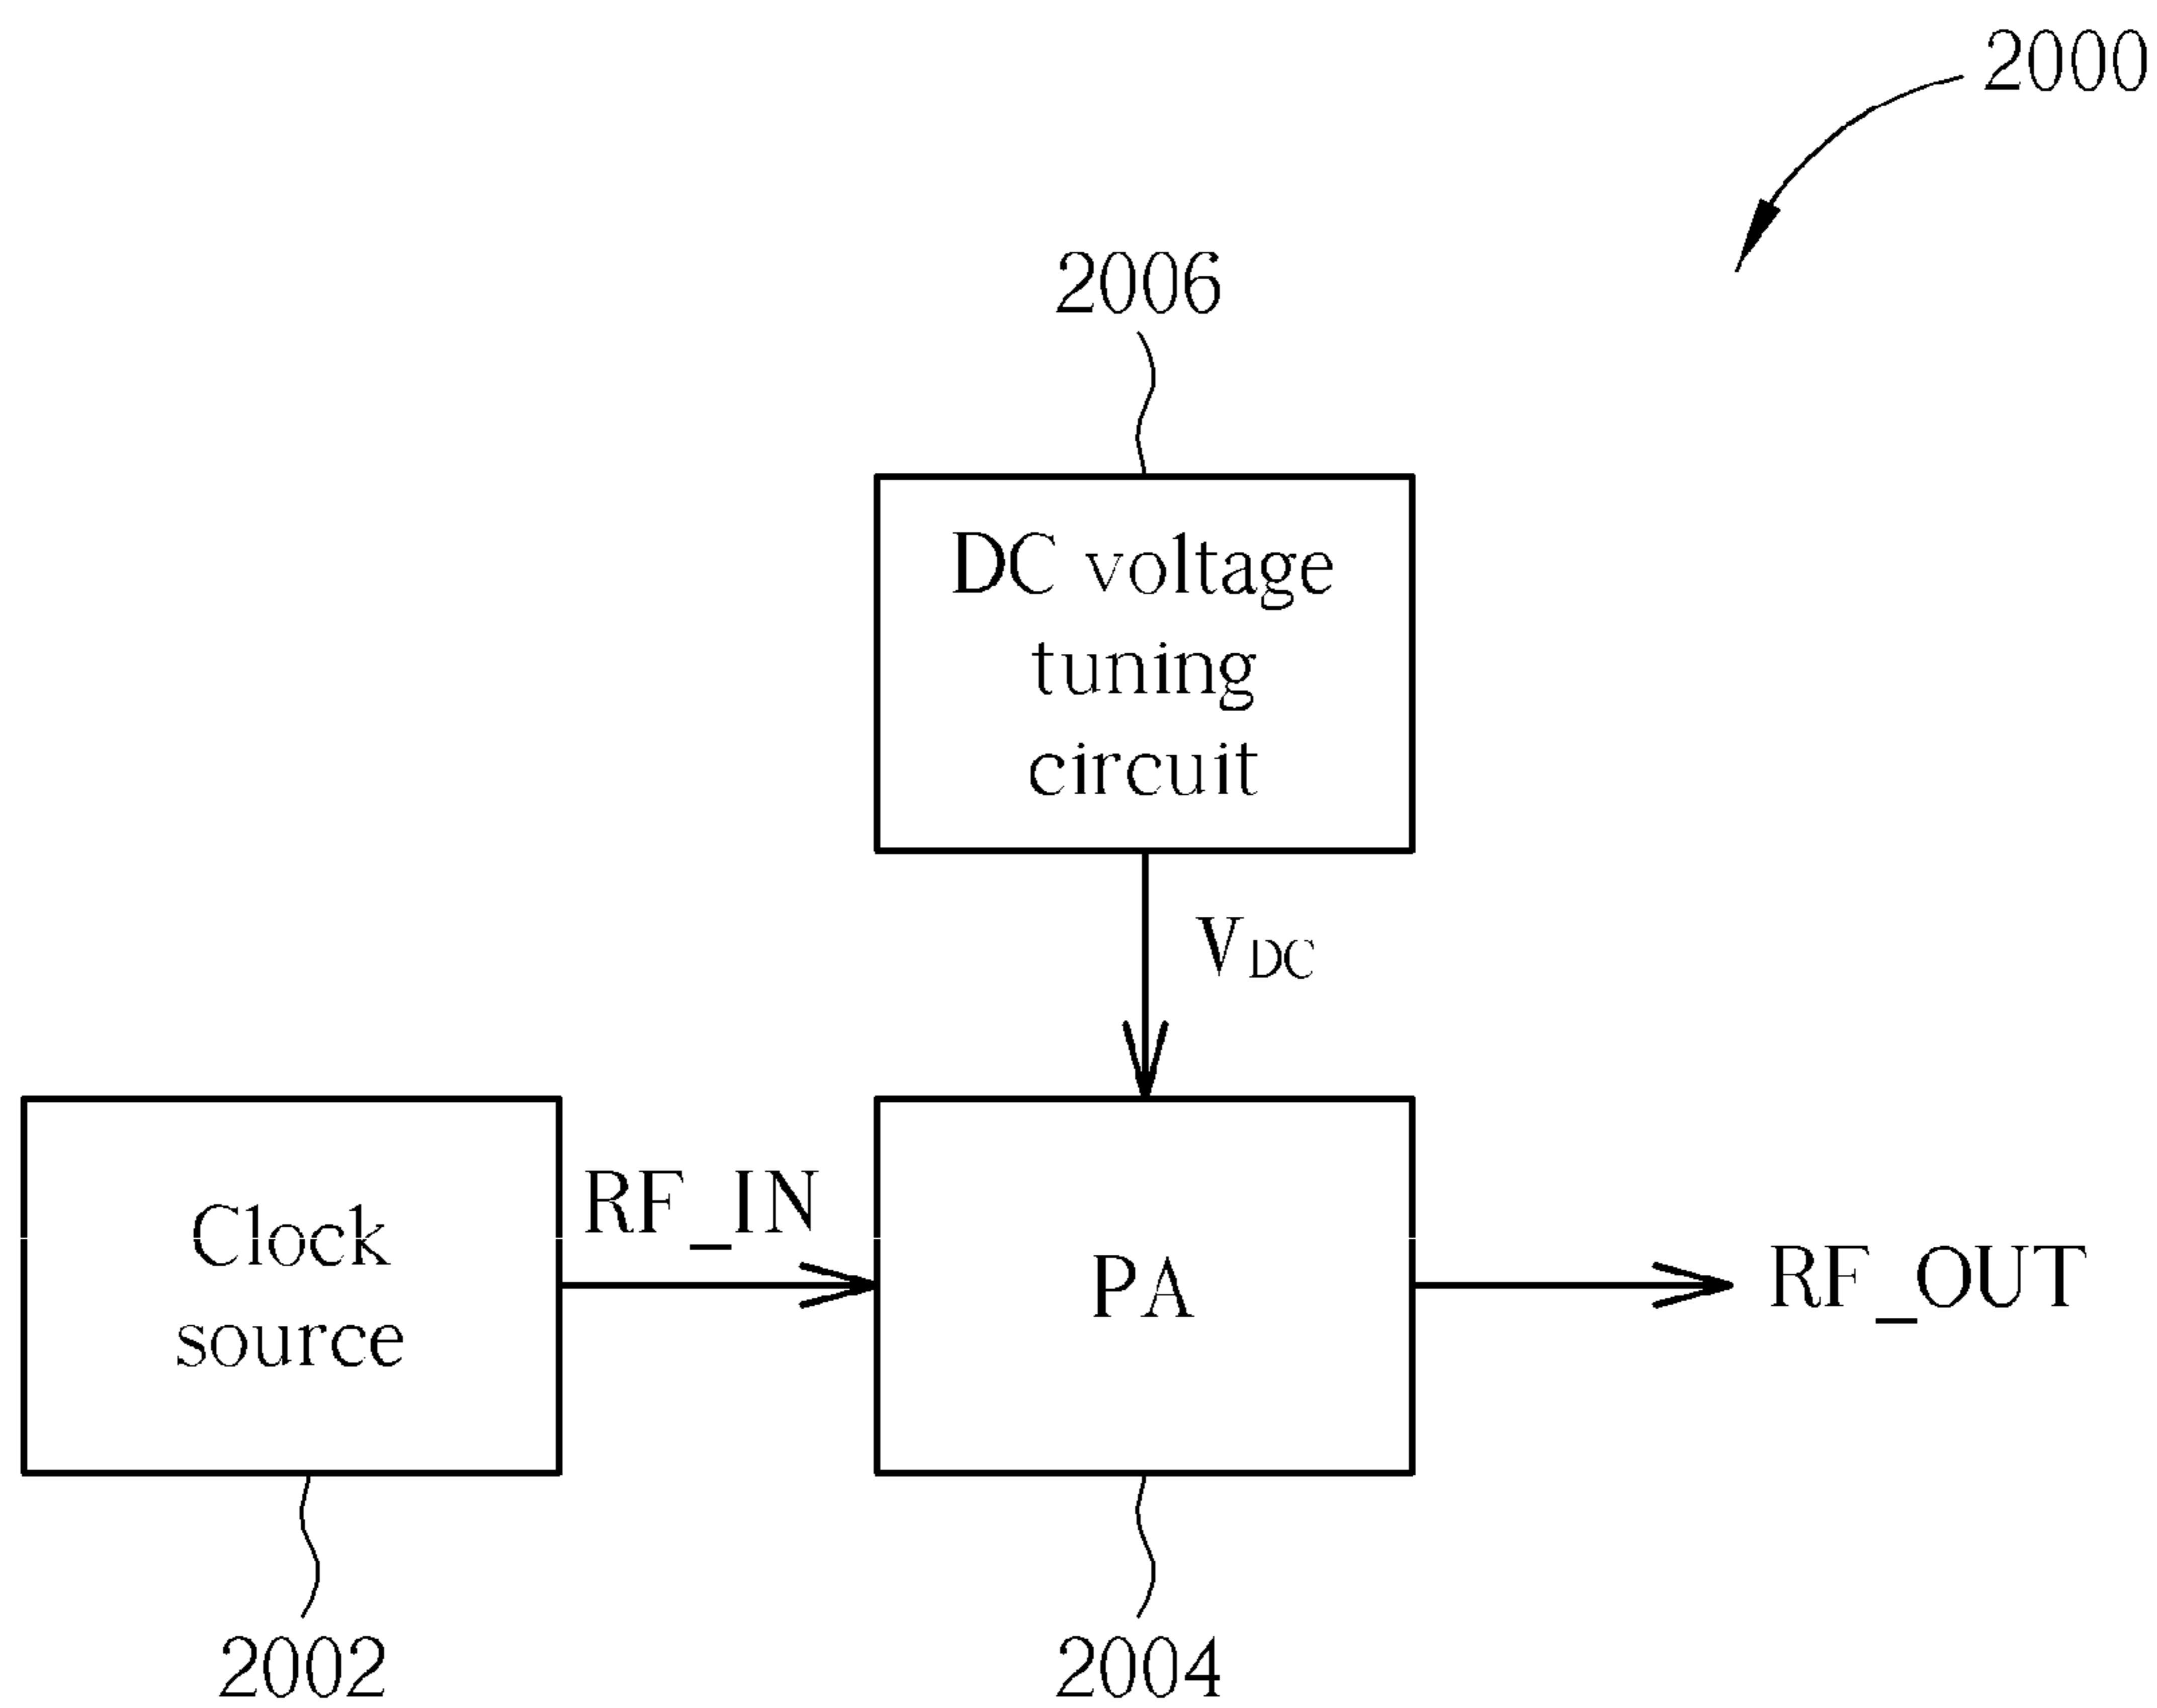 2000
2006
DC voltage
tuning
circuit
VDC
RF_IN
Clock
source
PA
RF_OUT
2002
2004